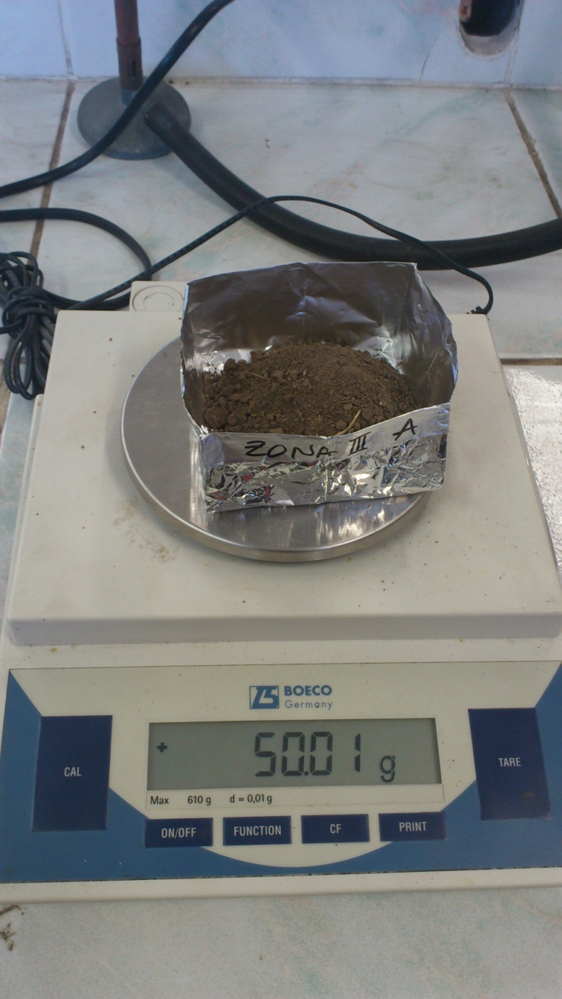 ZONA III A
BOECO
Germany
CAL
+ 50.01 g
TARE
Max 610 g d = 0,01 g
ON/OFF FUNCTION CF PRINT